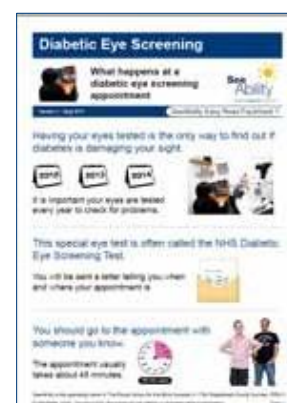 Diabetic Eye Screening
What happens at a
diabetic eye screening
appointment
SeeAbility
Having your eyes tested is the only way to find out if
diabetes is damaging your sight.
2012 2013 2014
It is important your eyes are tested
every year to check for problems.
This special eye test is often called the NHS Diabetic
Eye Screening Test.
You will be sent a letter telling you when
and where your appointment is
You should go to the appointment with
someone you know.
The appointment usually
takes about 45 minutes.